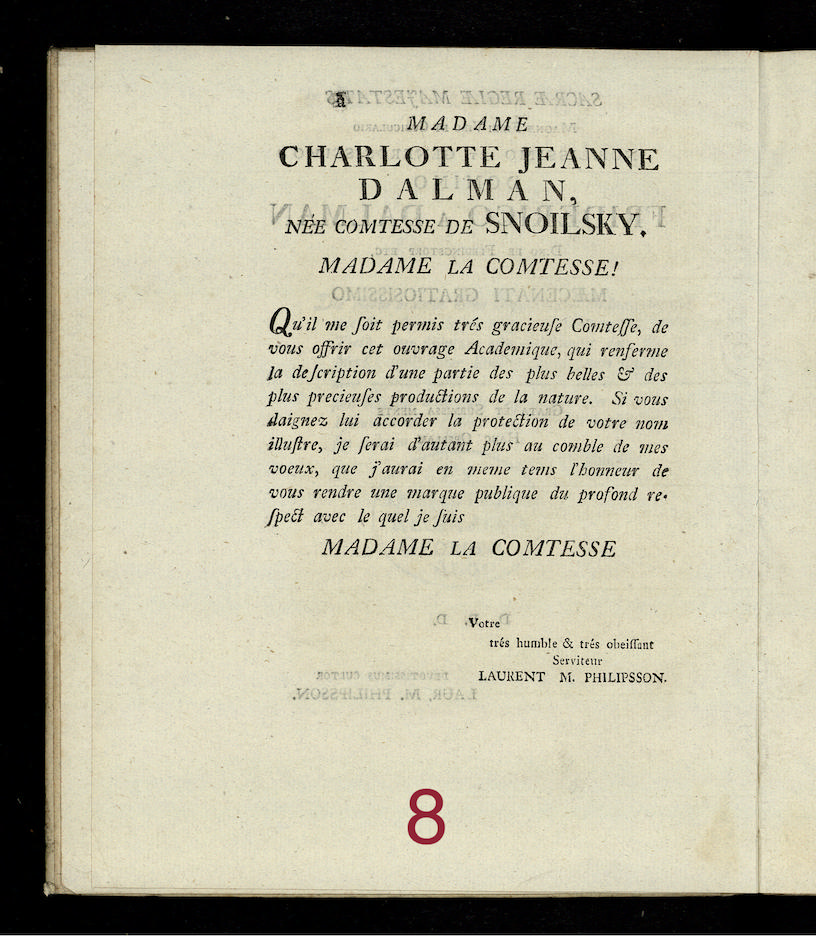 à
MADAME
CHARLOTTE JEANNE
DALMAN,
NÉE COMTESSE DE SNOILSKY.
MADAME LA COMTESSE!
Qu'il me ſoit permis trés gracieuſe Comteſſe, de
vous offrir cet ouvrage Academique, qui renferme
la deſcription d'une partie des plus belles & des
plus precieuſes productions de la nature. Si vous
daignez lui accorder la protection de votre nom
illuſtre, je ſerai d'autant plus au comble de mes
voeux, que j'aurai en meme tems l'honneur de
vous rendre une marque publique du profond re-
ſpect avec le quel je ſuis
MADAME LA COMTESSE
Votre
trés humble & trés obeiſſant
Serviteur
LAURENT M. PHILIPSSON.
8